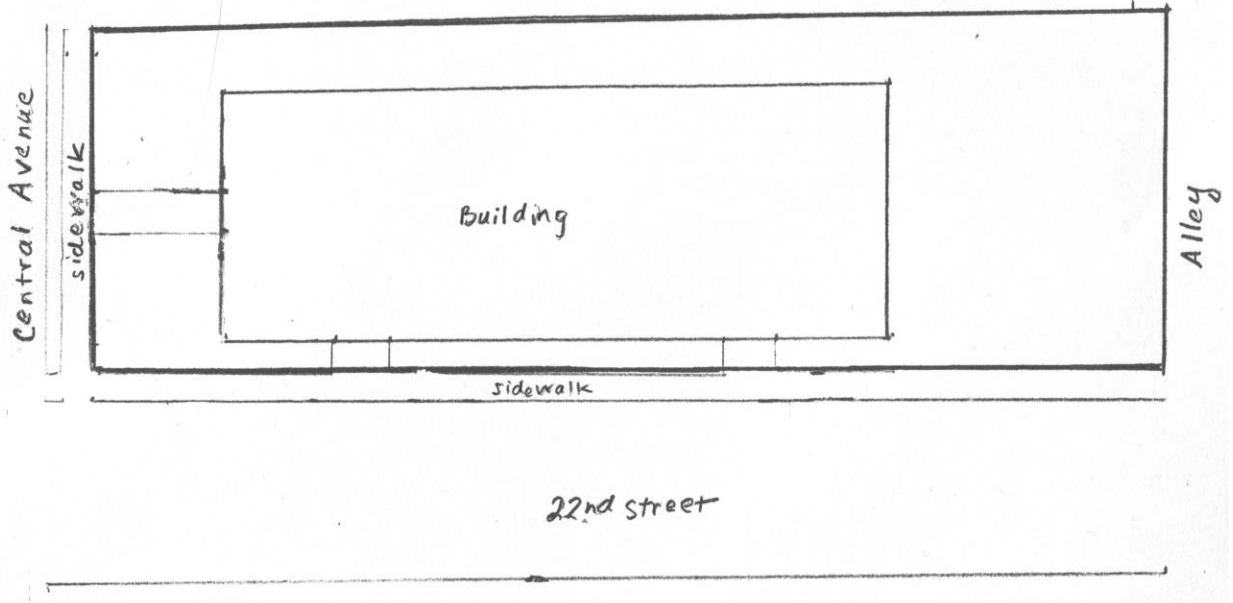 Central Avenue
sidewalk
Building
Alley
sidewalk
22nd street